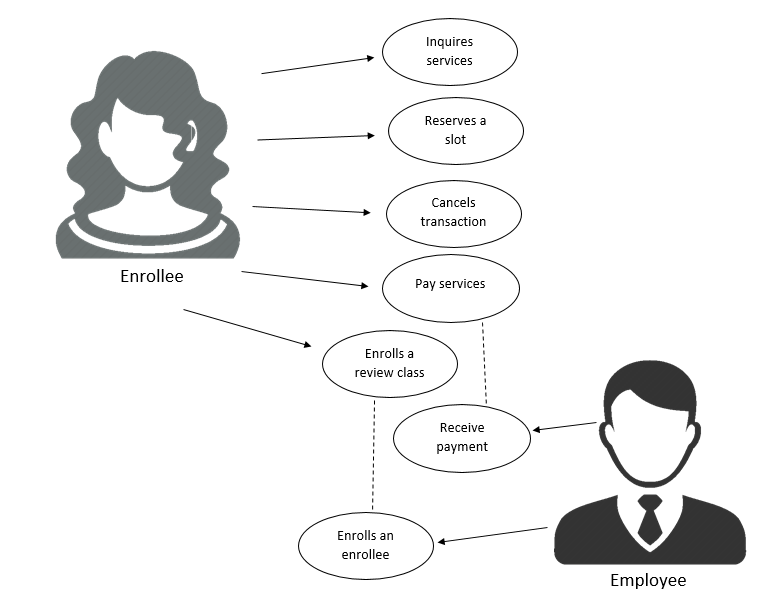 Inquires
services
Reserves a
slot
Cancels
transaction
Enrollee
Pay services
Enrolls a
review class
Receive
payment
Enrolls an
enrollee
Employee